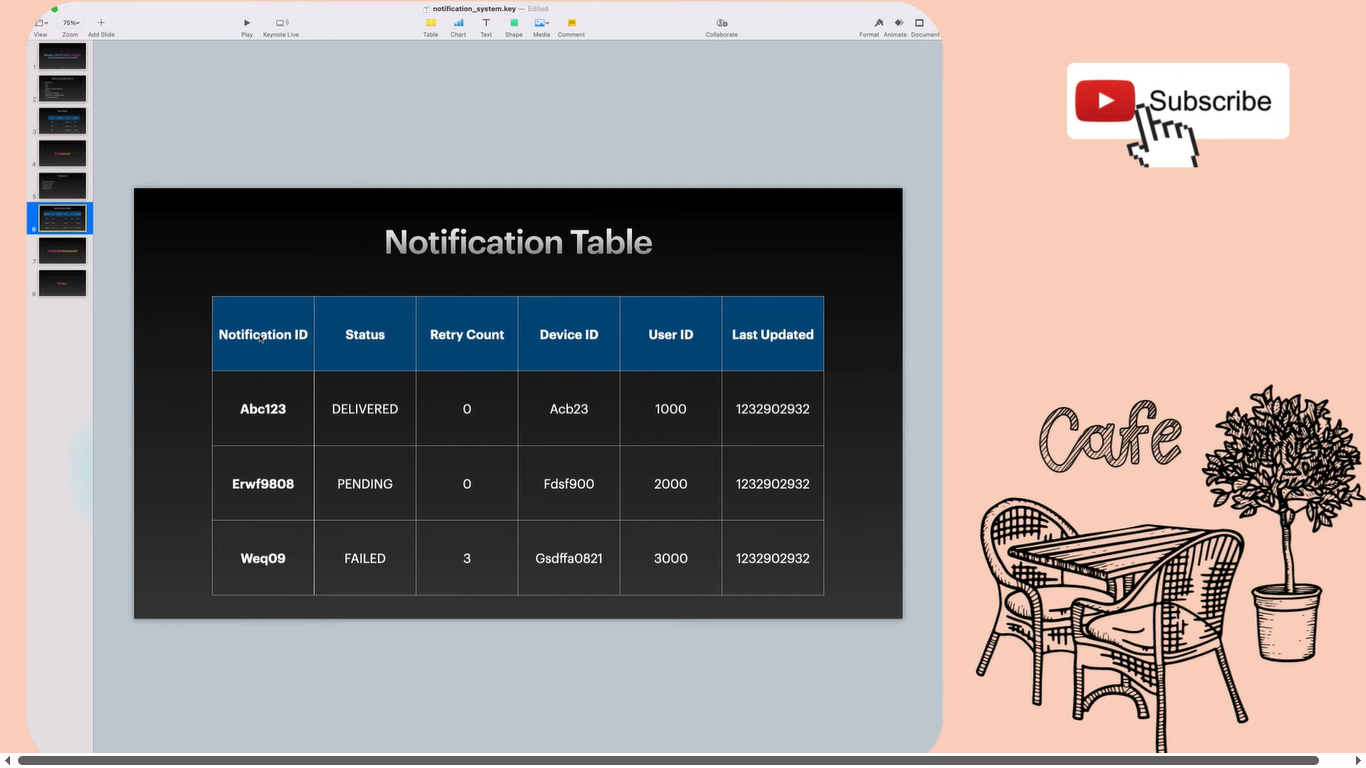 notification_system.key — Edited
View
75%
Zoom
Add Slide
Play
Keynote Live
Table
Chart
Text
Shape
Media
Comment
Collaborate
Format
Animate
Document
1
2
3
4
5
6
7
8
Notification Table
Notification ID Status Retry Count Device ID User ID Last Updated
Abc123 DELIVERED 0 Acb23 1000 1232902932
Erwf9808 PENDING 0 Fdsf900 2000 1232902932
Weq09 FAILED 3 Gsdffa0821 3000 1232902932
Subscribe
Cafe